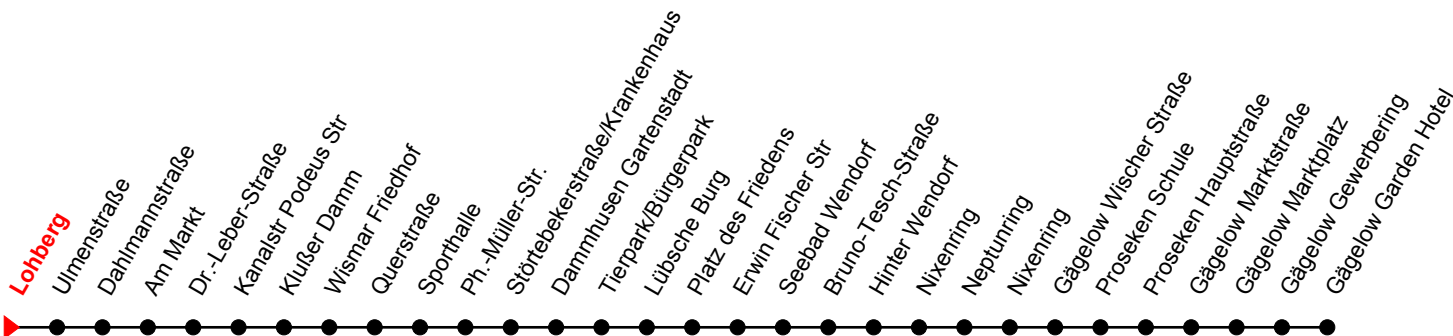 Lohberg
Ulmenstraße
Dahlmannstraße
Am Markt
Dr.-Leber-Straße
Kanalstr Podeus Str
Klußer Damm
Wismar Friedhof
Querstraße
Sporthalle
Ph.-Müller-Str.
Störtebekerstraße/Krankenhaus
Dammhusen Gartenstadt
Tierpark/Bürgerpark
Lübsche Burg
Platz des Friedens
Erwin Fischer Str
Seebad Wendorf
Bruno-Tesch-Straße
Hinter Wendorf
Nixenring
Neptunring
Nixenring
Gägelow Wischer Straße
Proseken Schule
Proseken Hauptstraße
Gägelow Marktstraße
Gägelow Marktplatz
Gägelow Gewerbering
Gägelow Garden Hotel